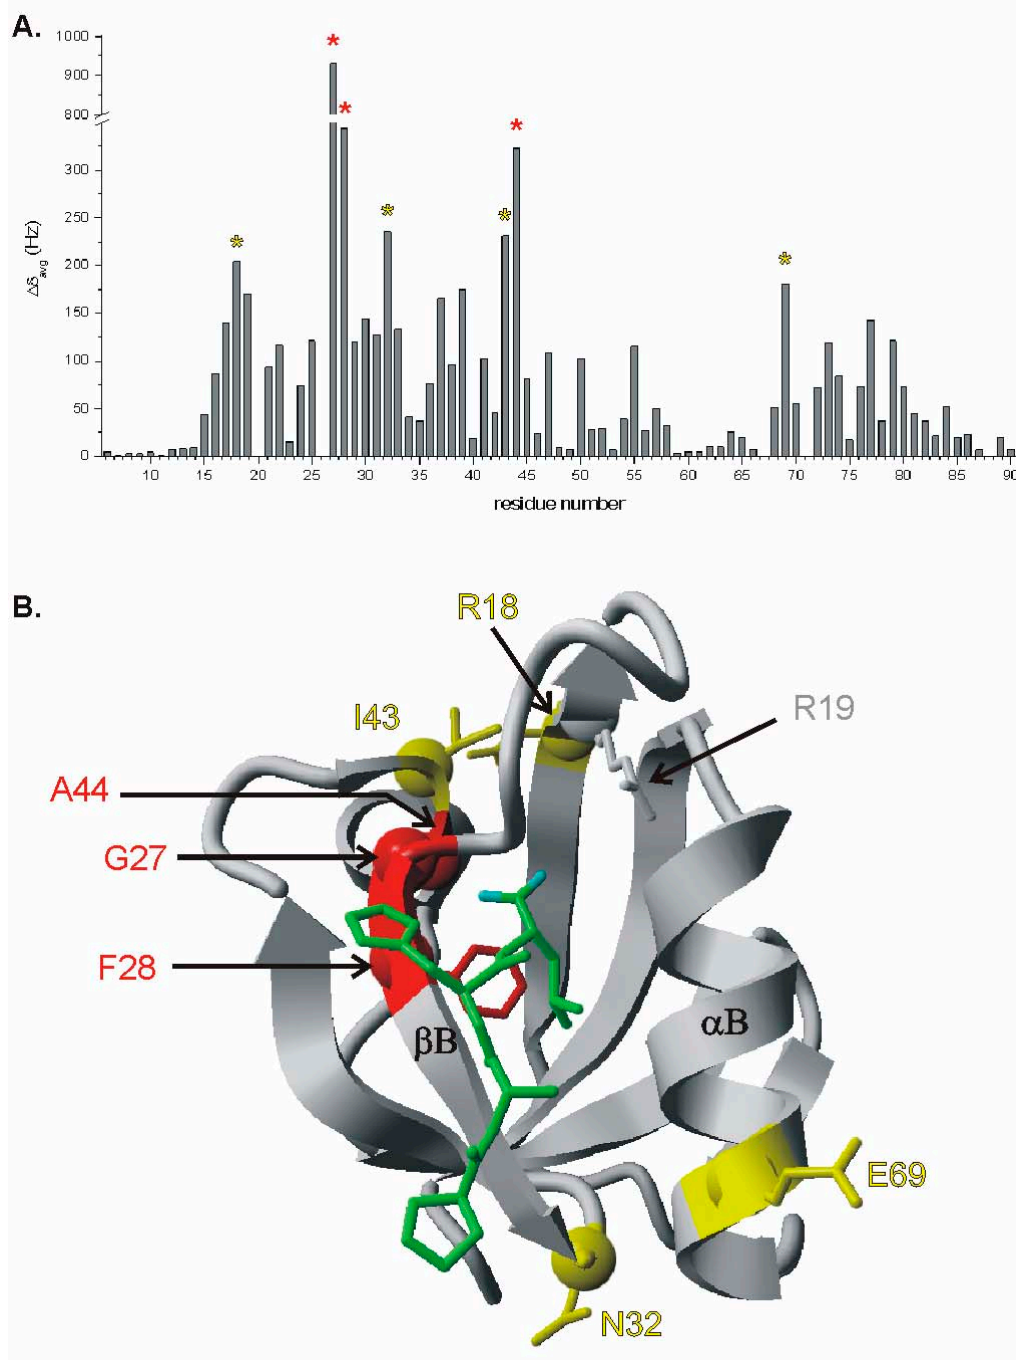 A.
1000
900
800
300
250
200
150
100
50
0
Δδavg (Hz)
* * * * * * *
10 15 20 25 30 35 40 45 50 55 60 65 70 75 80 85 90
residue number
B.
R18
R19
I43
A44
G27
F28
βB
αB
E69
N32